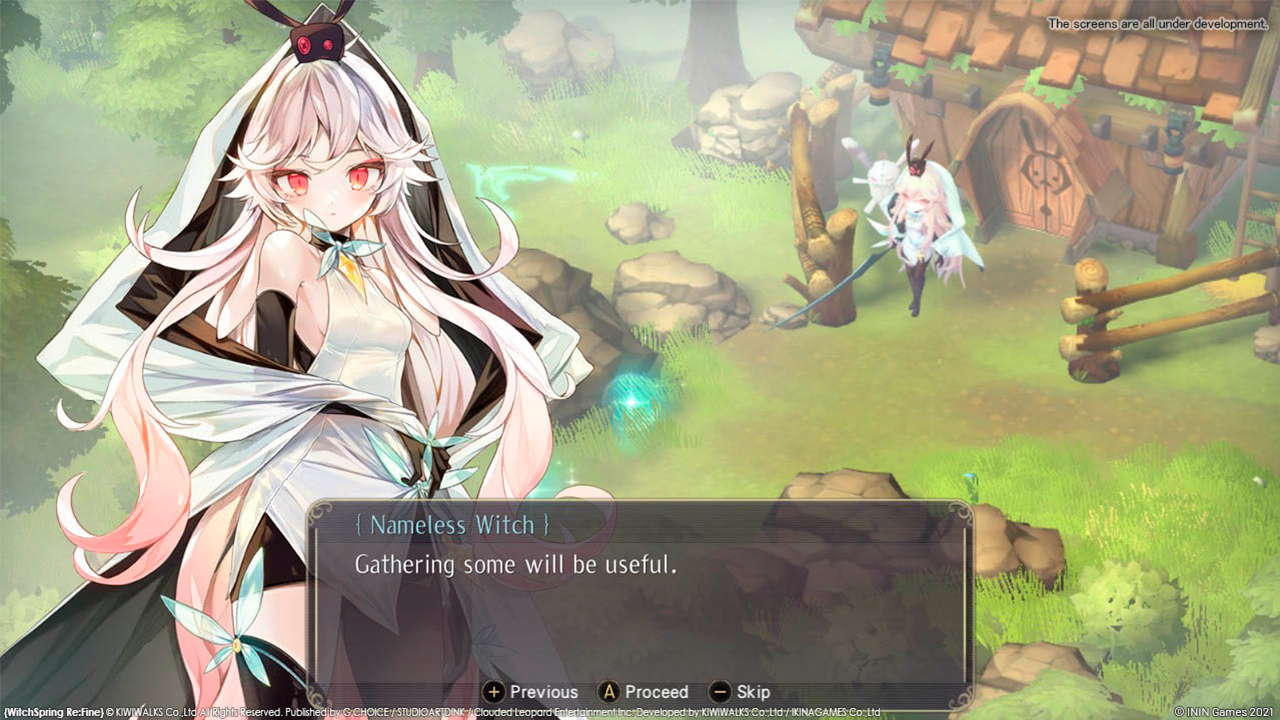 The screens are all under development.
{ Nameless Witch }
Gathering some will be useful.
+ Previous A Proceed − Skip
{WitchSpring Re:Fine} © KIWIWALKS Co.,Ltd All Rights Reserved. Published by G CHOICE / STUDIOARTDINK / Clouded Leopard Entertainment Inc. Developed by KIWIWALKS Co.,Ltd / IKINAGAMES Co.,Ltd
© ININ Games 2021